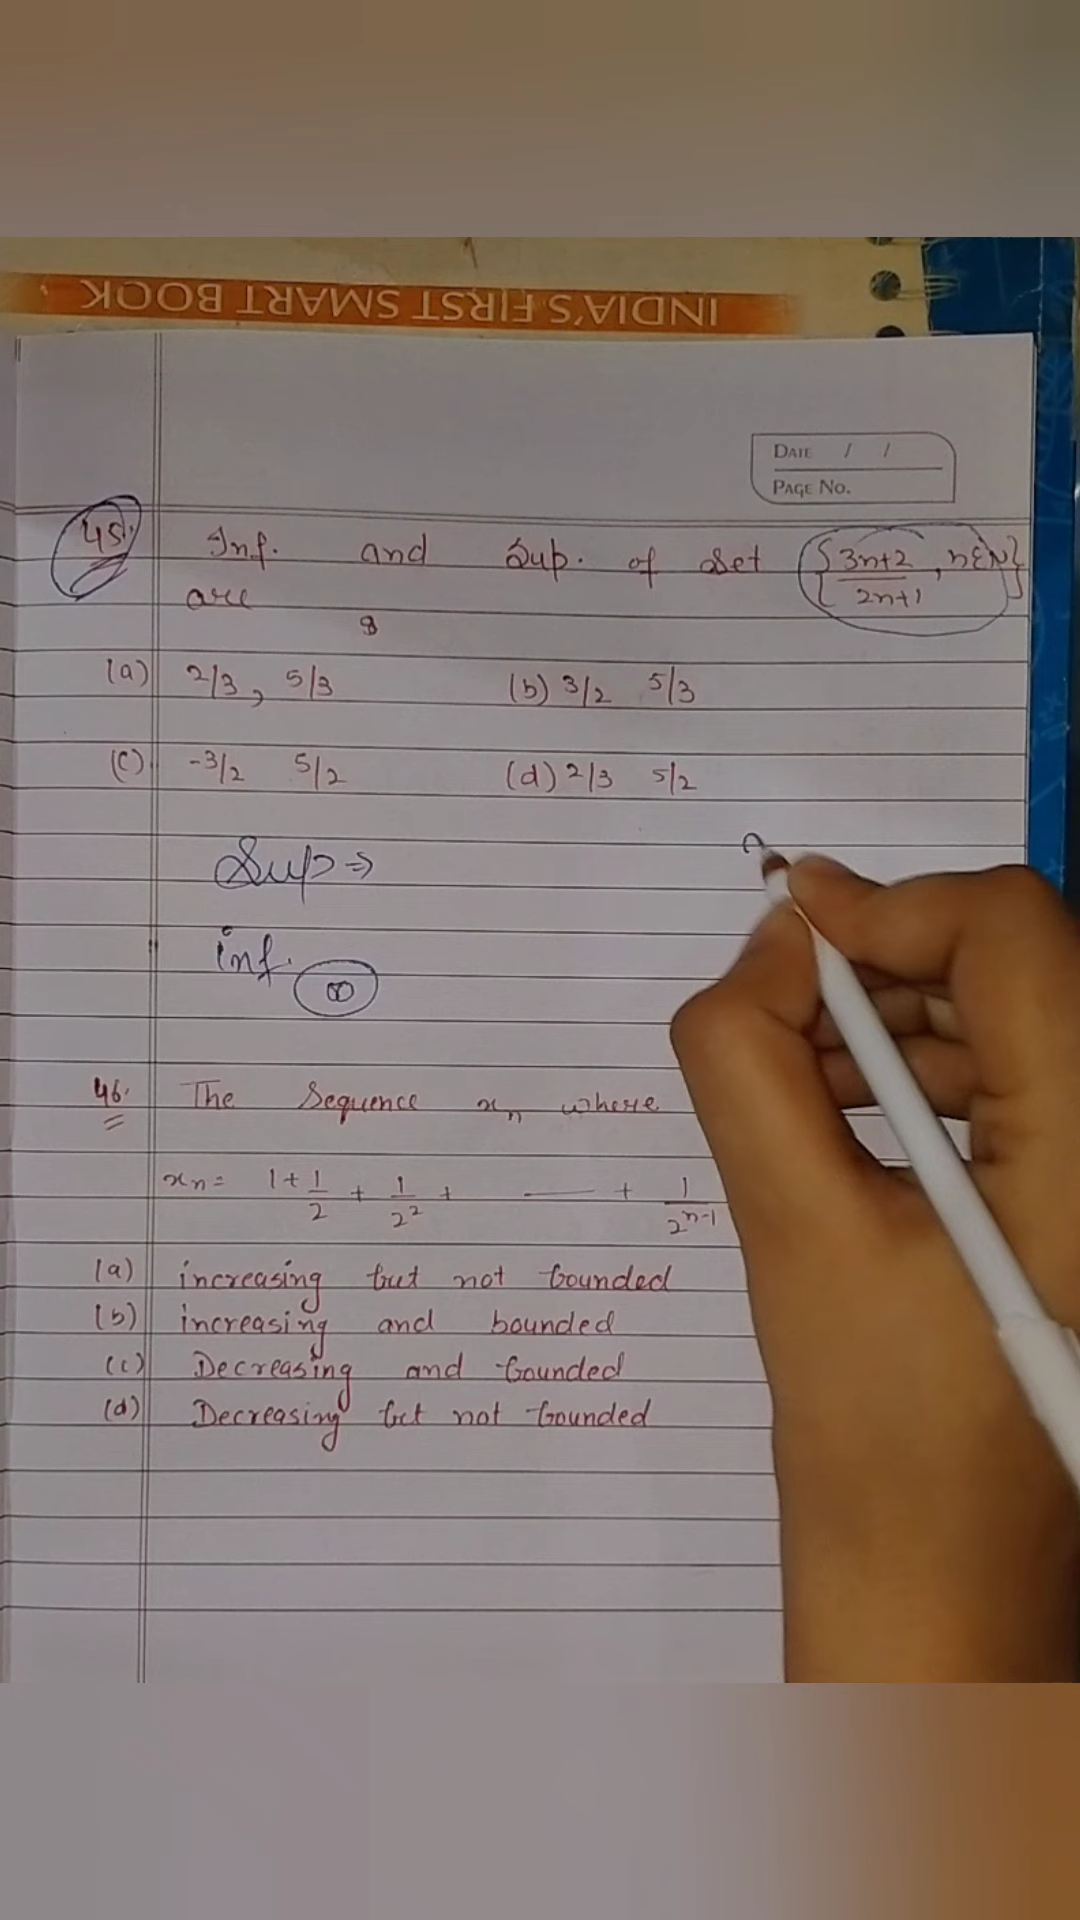 INDIA'S FIRST SMART BOOK
DATE / /
PAGE NO.
45. Inf. and Sup. of set {3n+2/2n+1, n∈N}
are
(a) 2/3, 5/3 (b) 3/2 5/3
(c) -3/2 5/2 (d) 2/3 5/2
Sup ⇒
inf.
∞
46. The Sequence xn where
xn = 1 + 1/2 + 1/2² + —— + 1/2ⁿ⁻¹
(a) increasing but not bounded
(b) increasing and bounded
(c) Decreasing and bounded
(d) Decreasing bct not bounded